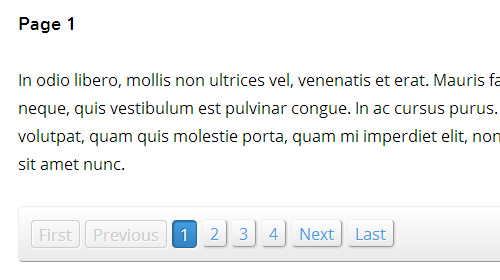 Page 1
In odio libero, mollis non ultrices vel, venenatis et erat. Mauris
neque, quis vestibulum est pulvinar congue. In ac cursus purus.
volutpat, quam quis molestie porta, quam mi imperdiet elit, non
sit amet nunc.
First Previous 1 2 3 4 Next Last